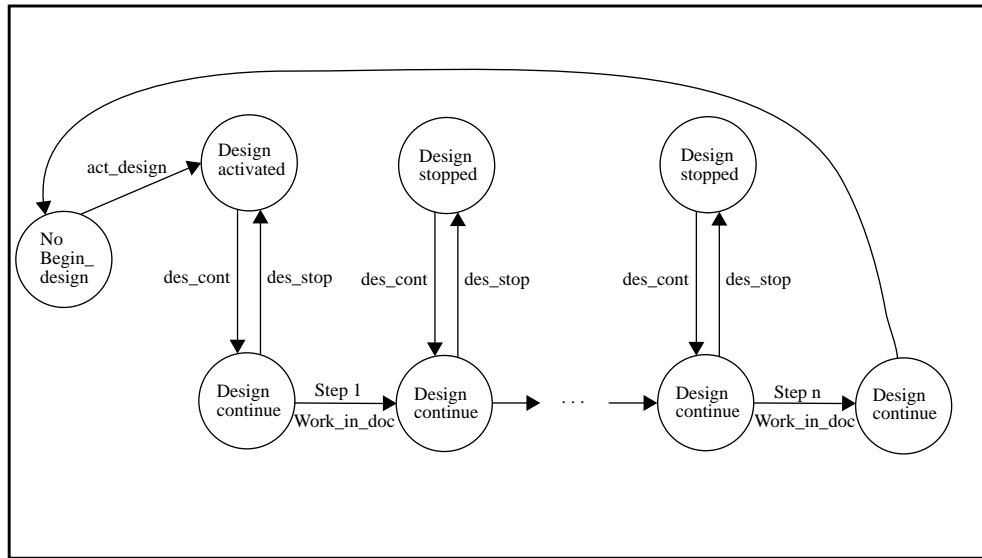 Design
activated
Design
stopped
Design
stopped
act_design
No
Begin_
design
des_cont
des_stop
des_cont
des_stop
des_cont
des_stop
Design
continue
Step 1
Work_in_doc
Design
continue
. . .
Design
continue
Step n
Work_in_doc
Design
continue